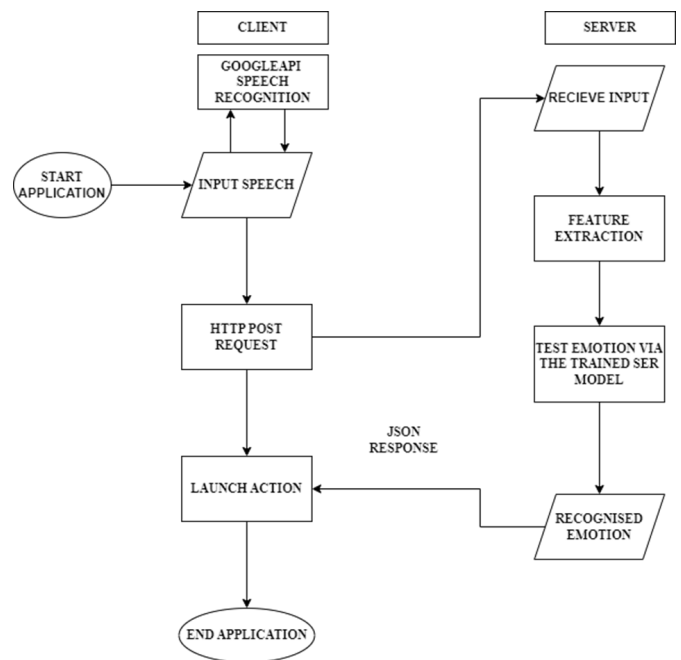 CLIENT
SERVER
GOOGLEAPI
SPEECH
RECOGNITION
RECIEVE INPUT
START
APPLICATION
INPUT SPEECH
FEATURE
EXTRACTION
HTTP POST
REQUEST
TEST EMOTION VIA
THE TRAINED SER
MODEL
JSON
RESPONSE
LAUNCH ACTION
RECOGNISED
EMOTION
END APPLICATION